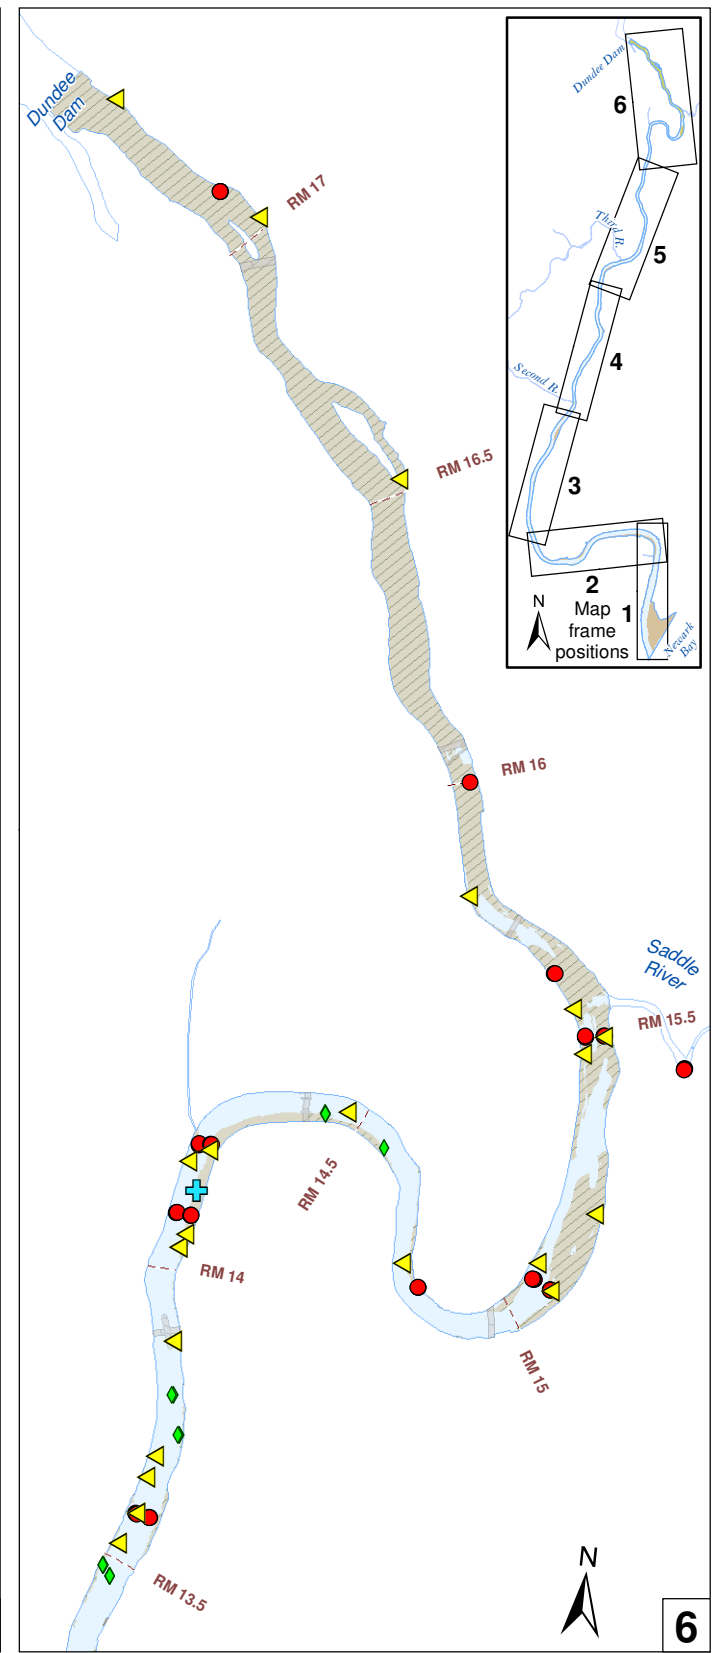 Dundee
Dam
RM 17
RM 16.5
RM 16
Saddle
River
RM 15.5
RM 14.5
RM 14
RM 15
RM 13.5
N
6
Dundee Dam
6
Third R.
5
4
Second R.
3
2
1
N
Map
frame
positions
Newark
Bay